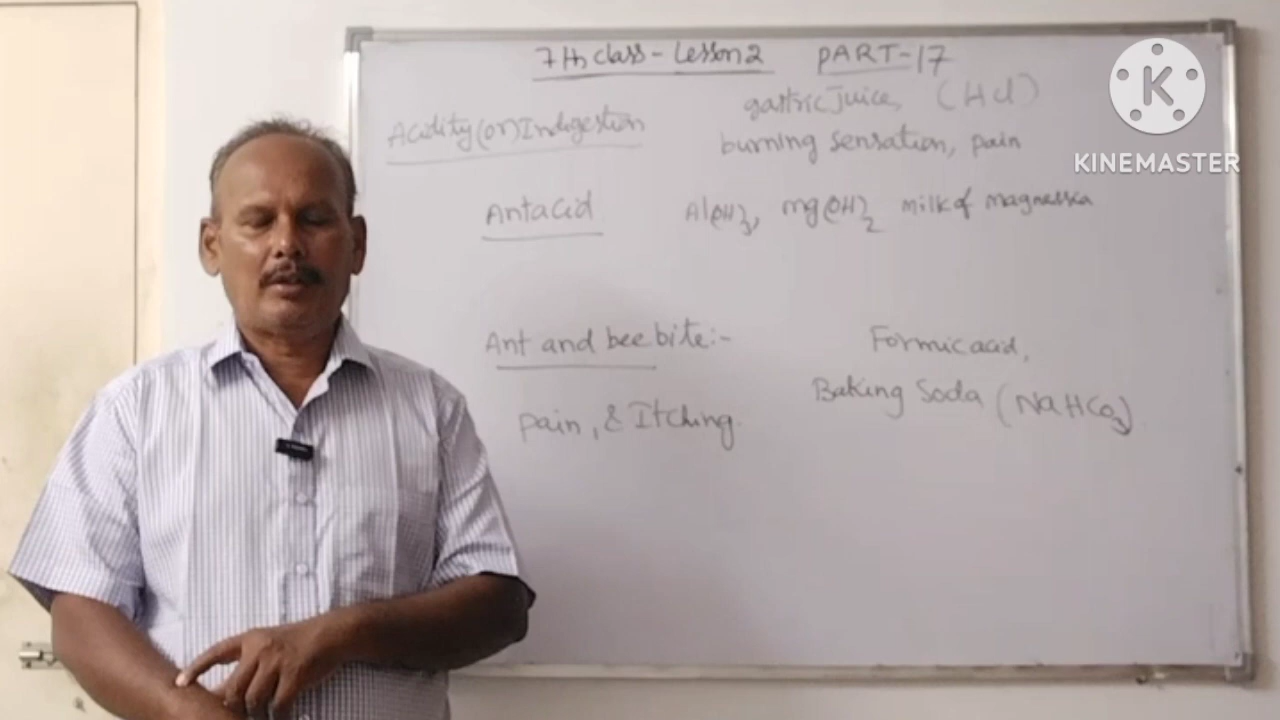 7th class - Lesson 2 PART-17
Acidity (or) Indigestion
gastric juice, (HCl)
burning sensation, pain
Antacid Al(OH)3, mg(OH)2 milk of magnessia
Ant and bee bite:-
Formic acid,
Baking Soda (NaHCO3)
pain, & Itching.
K
KINEMASTER